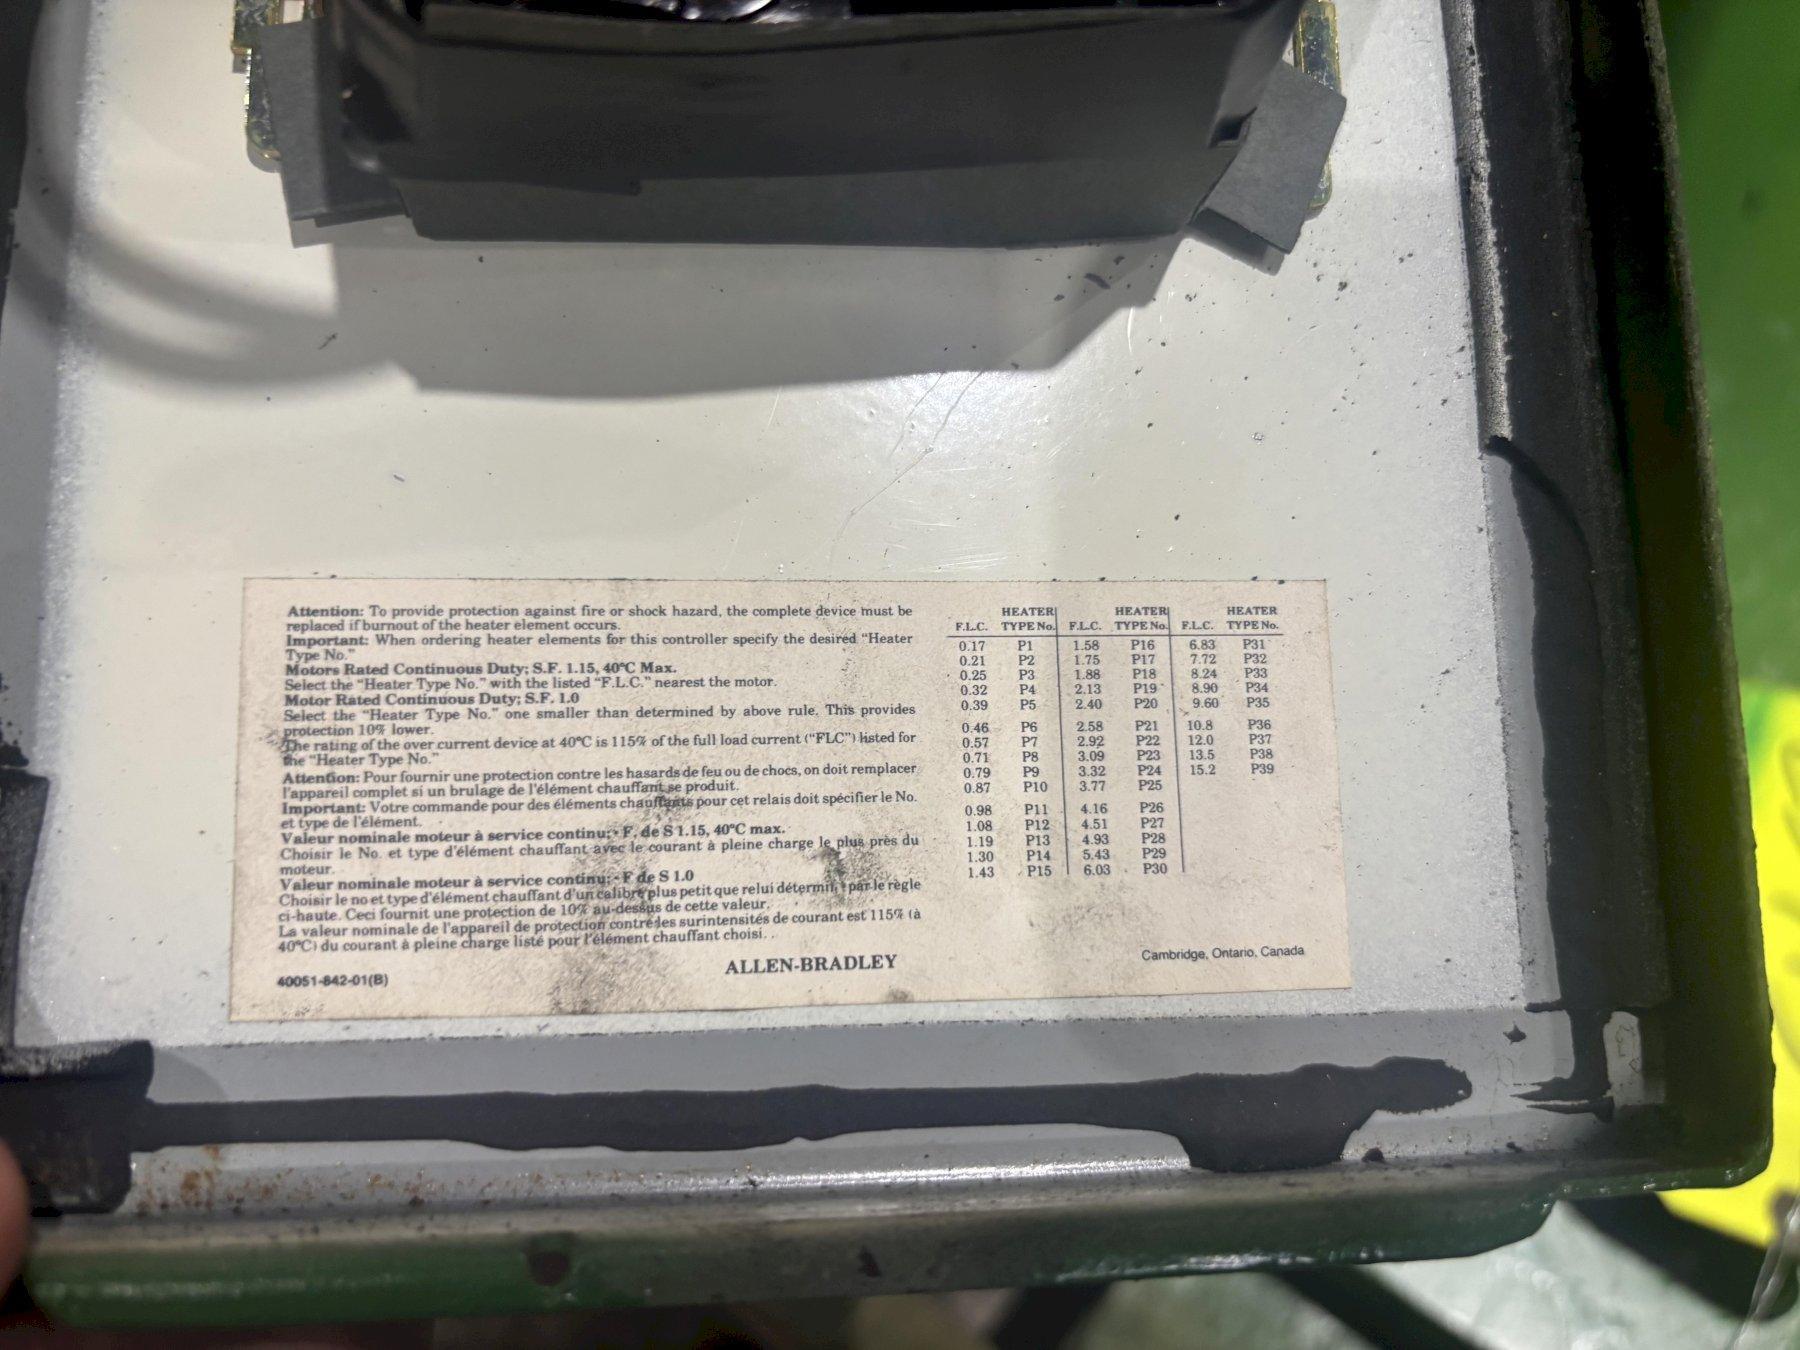 Attention: To provide protection against fire or shock hazard, the complete device must be
replaced if burnout of the heater element occurs.
Important: When ordering heater elements for this controller specify the desired "Heater
Type No."
Motors Rated Continuous Duty; S.F. 1.15, 40°C Max.
Select the "Heater Type No." with the listed "F.L.C." nearest the motor.
Motor Rated Continuous Duty; S.F. 1.0
Select the "Heater Type No." one smaller than determined by above rule. This provides
protection 10% lower.
The rating of the over current device at 40°C is 115% of the full load current ("FLC") listed for
the "Heater Type No."
Attention: Pour fournir une protection contre les hasards de feu ou de chocs, on doit remplacer
l'appareil complet si un brulage de l'élément chauffant se produit.
Important: Votre commande pour des éléments chauffants pour cet relais doit spécifier le No.
et type de l'élément.
Valeur nominale moteur à service continu; - F. de S 1.15, 40°C max.
Choisir le No. et type d'élément chauffant avec le courant à pleine charge le plus près du
moteur.
Valeur nominale moteur à service continu; - F de S 1.0
Choisir le no et type d'élément chauffant d'un calibre plus petit que relui détermin, par le règle
ci-haute. Ceci fournit une protection de 10% au-dessus de cette valeur.
La valeur nominale de l'appareil de protection contre les surintensités de courant est 115% (à
40°C) du courant à pleine charge listé pour l'élément chauffant choisi.
40051-842-01(B)
ALLEN-BRADLEY
HEATER HEATER HEATER
F.L.C. TYPE No. F.L.C. TYPE No. F.L.C. TYPE No.
0.17 P1 1.58 P16 6.83 P31
0.21 P2 1.75 P17 7.72 P32
0.25 P3 1.88 P18 8.24 P33
0.32 P4 2.13 P19 8.90 P34
0.39 P5 2.40 P20 9.60 P35
0.46 P6 2.58 P21 10.8 P36
0.57 P7 2.92 P22 12.0 P37
0.71 P8 3.09 P23 13.5 P38
0.79 P9 3.32 P24 15.2 P39
0.87 P10 3.77 P25
0.98 P11 4.16 P26
1.08 P12 4.51 P27
1.19 P13 4.93 P28
1.30 P14 5.43 P29
1.43 P15 6.03 P30
Cambridge, Ontario, Canada